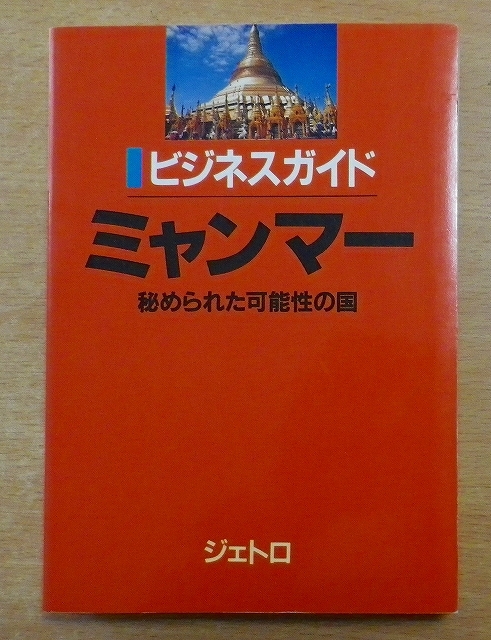 ビジネスガイド
ミャンマー
秘められた可能性の国
ジェトロ